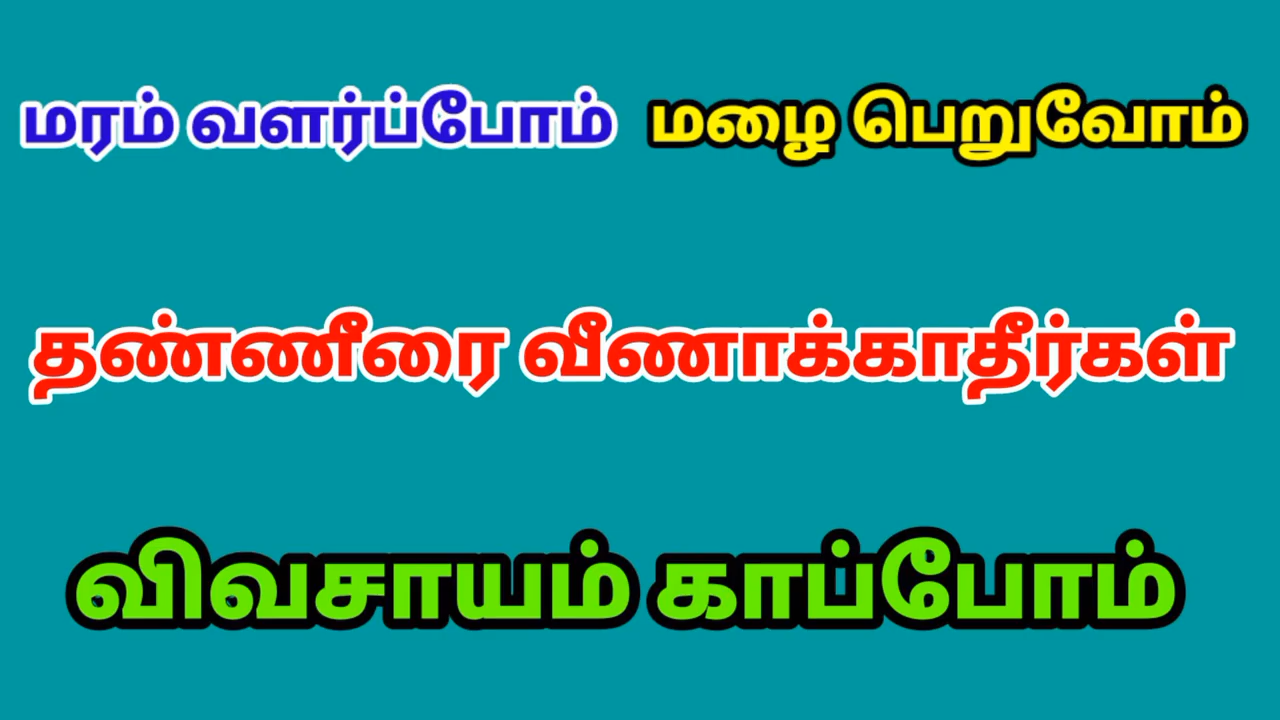 மரம் வளர்ப்போம் மழை பெறுவோம்
தண்ணீரை வீணாக்காதீர்கள்
விவசாயம் காப்போம்